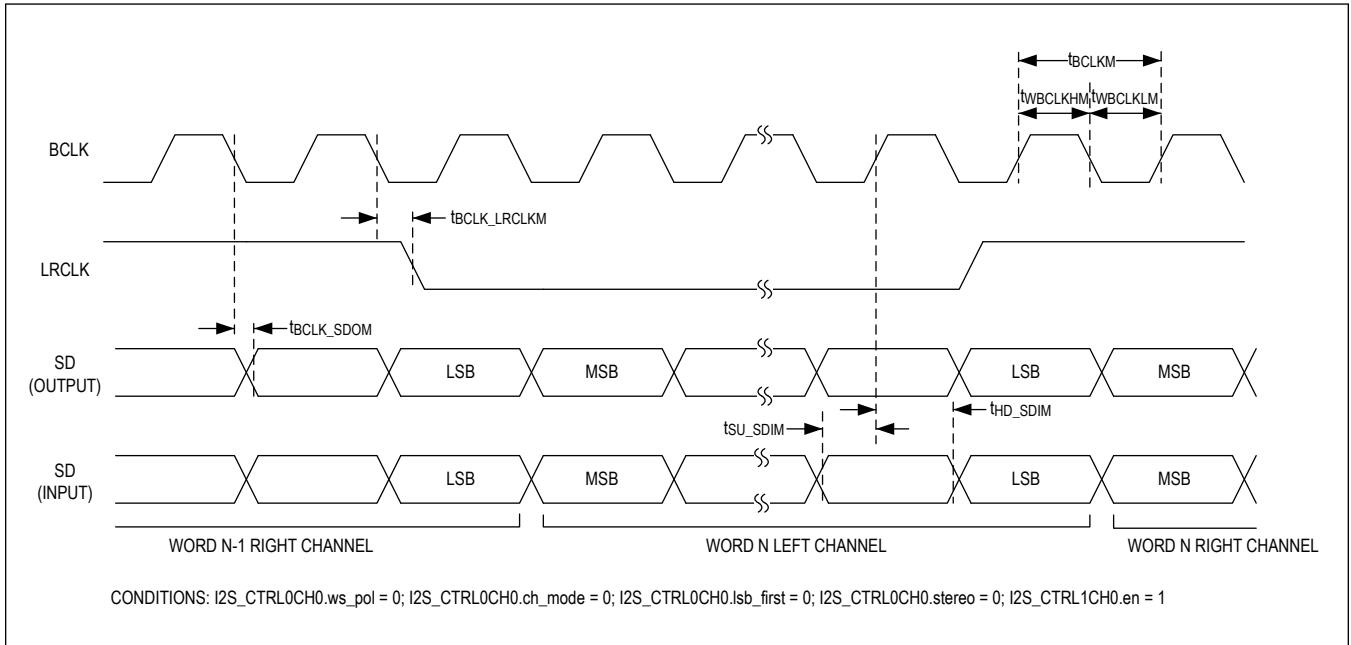 tBCLKM
tWBCLKHM tWBCLKLM
BCLK
tBCLK_LRCLKM
LRCLK
tBCLK_SDOM
SD
(OUTPUT)
LSB MSB LSB MSB
tHD_SDIM
tSU_SDIM
SD
(INPUT)
LSB MSB LSB MSB
WORD N-1 RIGHT CHANNEL WORD N LEFT CHANNEL WORD N RIGHT CHANNEL
CONDITIONS: I2S_CTRL0CH0.ws_pol = 0; I2S_CTRL0CH0.ch_mode = 0; I2S_CTRL0CH0.lsb_first = 0; I2S_CTRL0CH0.stereo = 0; I2S_CTRL1CH0.en = 1